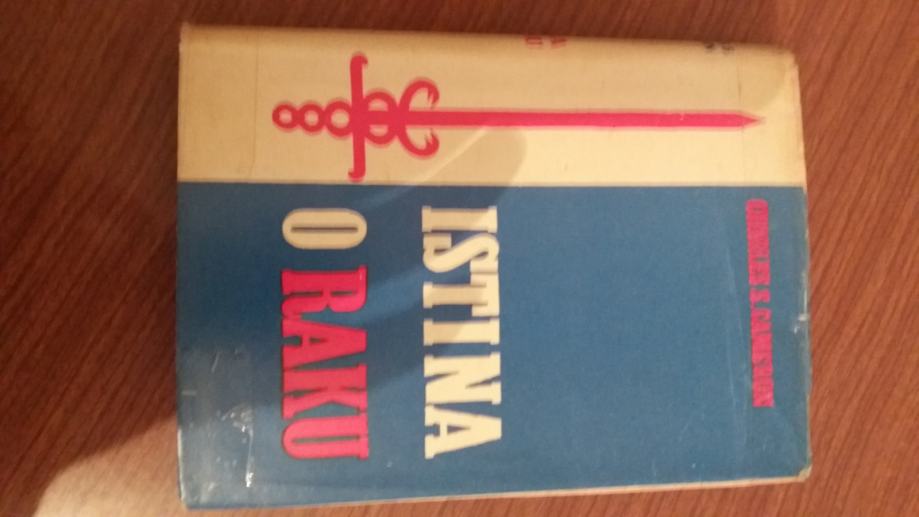 CHARLES S. CAMERON
ISTINA
O RAKU